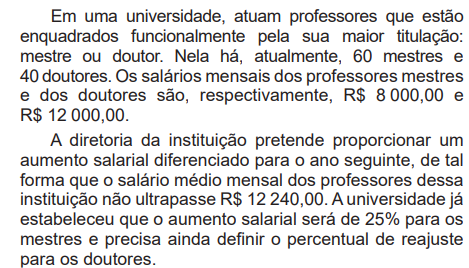 Em uma universidade, atuam professores que estão
enquadrados funcionalmente pela sua maior titulação:
mestre ou doutor. Nela há, atualmente, 60 mestres e
40 doutores. Os salários mensais dos professores mestres
e dos doutores são, respectivamente, R$ 8 000,00 e
R$ 12 000,00.
A diretoria da instituição pretende proporcionar um
aumento salarial diferenciado para o ano seguinte, de tal
forma que o salário médio mensal dos professores dessa
instituição não ultrapasse R$ 12 240,00. A universidade já
estabeleceu que o aumento salarial será de 25% para os
mestres e precisa ainda definir o percentual de reajuste
para os doutores.